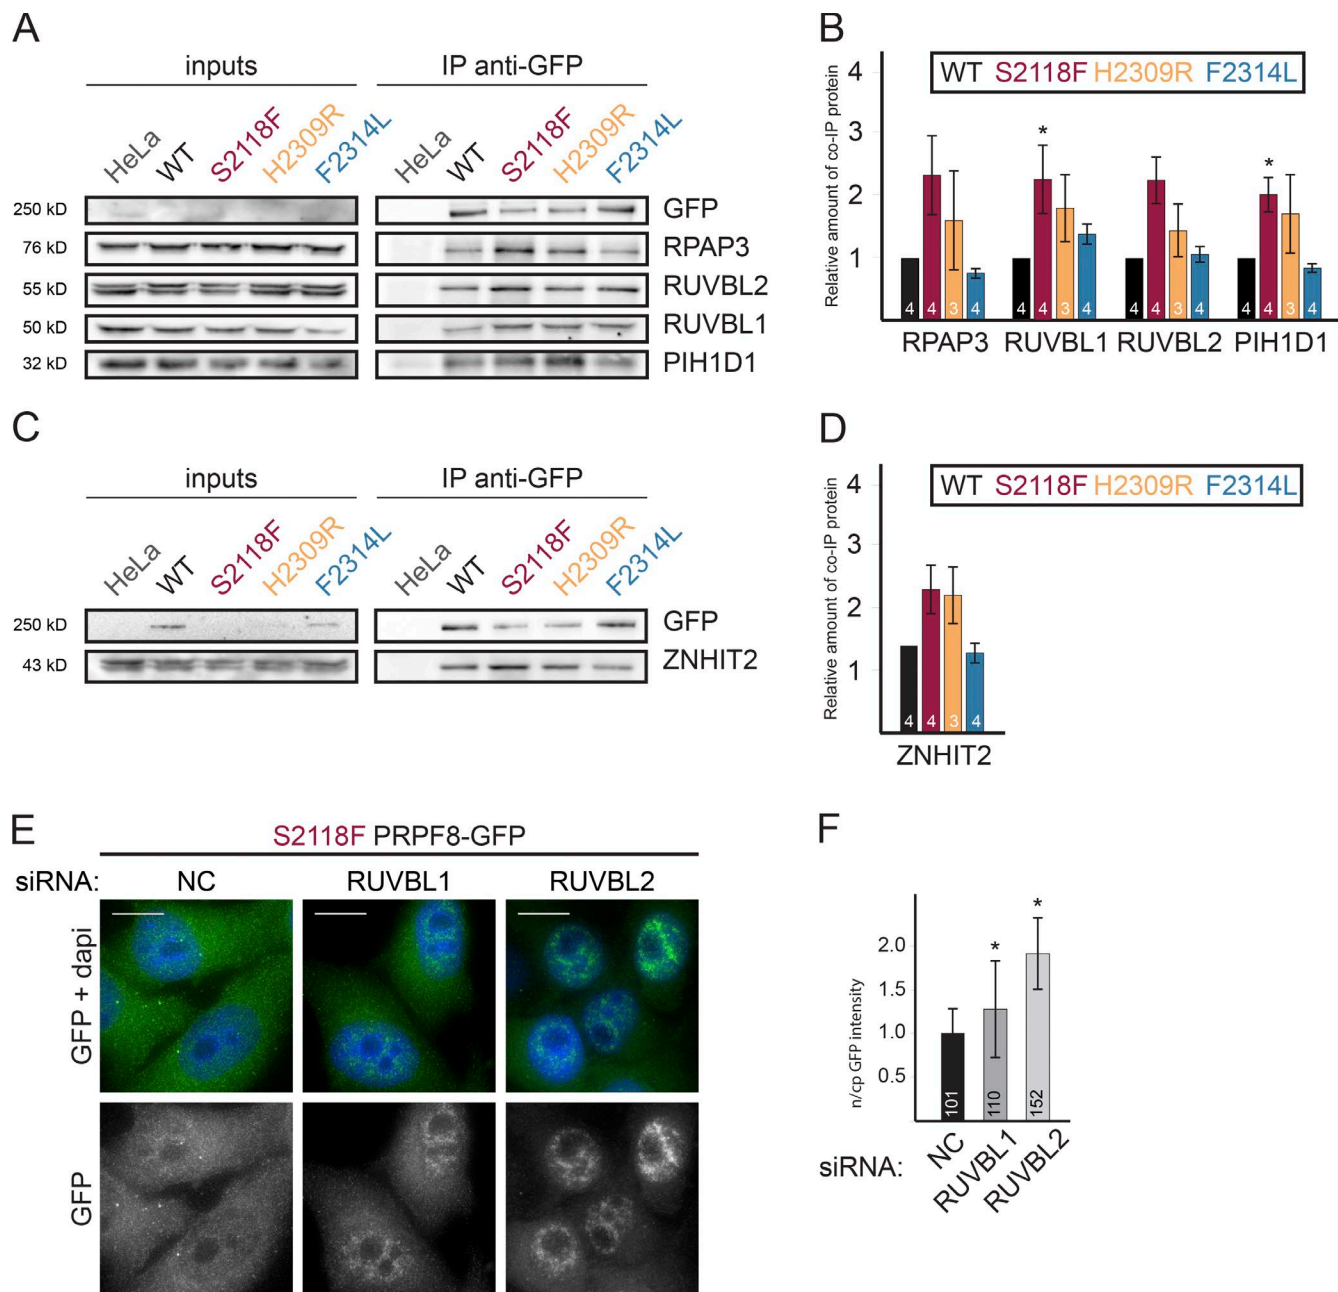 A
inputs
IP anti-GFP
HeLa
WT
S2118F
H2309R
F2314L
HeLa
WT
S2118F
H2309R
F2314L
250 kD
GFP
76 kD
RPAP3
55 kD
RUVBL2
50 kD
RUVBL1
32 kD
PIH1D1
B
Relative amount of co-IP protein
4
3
2
1
WT S2118F H2309R F2314L
*
*
4 4 3 4
4 4 3 4
4 4 3 4
4 4 3 4
RPAP3 RUVBL1 RUVBL2 PIH1D1
C
inputs
IP anti-GFP
HeLa
WT
S2118F
H2309R
F2314L
HeLa
WT
S2118F
H2309R
F2314L
250 kD
GFP
43 kD
ZNHIT2
D
Relative amount of co-IP protein
4
3
2
1
WT S2118F H2309R F2314L
4 4 3 4
ZNHIT2
E
S2118F PRPF8-GFP
siRNA: NC RUVBL1 RUVBL2
GFP + dapi
GFP
F
n/cp GFP intensity
2.0
1.5
1.0
0.5
*
*
101
110
152
siRNA:
NC
RUVBL1
RUVBL2